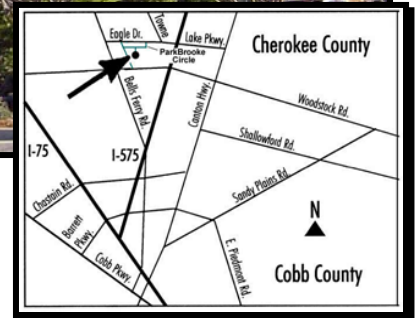 Eagle Dr.
Towne
Lake Pkwy.
ParkBrooke
Circle
Cherokee County
Bells Ferry Rd.
Canton Hwy.
Woodstock Rd.
I-75
I-575
Shallowford Rd.
Chastain Rd.
Sandy Plains Rd
Barrett
Pkwy.
N
Cobb Pkwy.
E. Piedmont Rd.
Cobb County